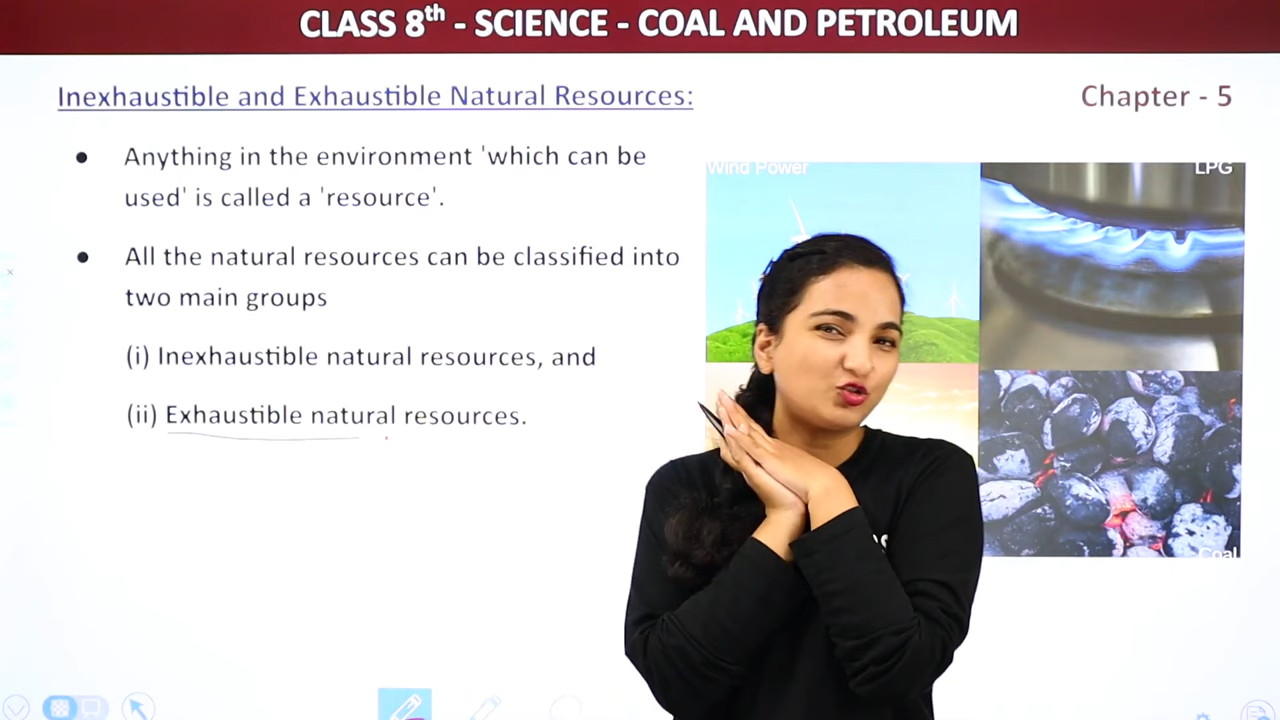 CLASS 8th - SCIENCE - COAL AND PETROLEUM
Inexhaustible and Exhaustible Natural Resources:
Chapter - 5
● Anything in the environment 'which can be
used' is called a 'resource'.
● All the natural resources can be classified into
two main groups
(i) Inexhaustible natural resources, and
(ii) Exhaustible natural resources.
Wind Power
LPG
Coal